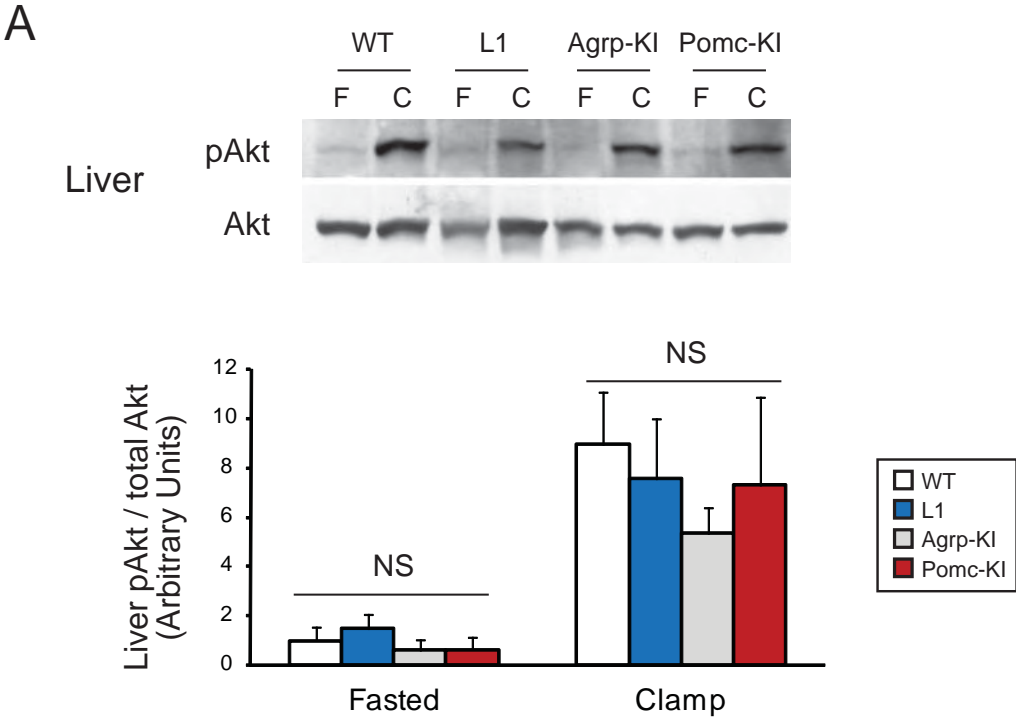 A
WT L1 Agrp-KI Pomc-KI
F C F C F C F C
pAkt
Liver
Akt
Liver pAkt / total Akt
(Arbitrary Units)
12
10
8
6
4
2
0
NS
NS
Fasted Clamp
WT
L1
Agrp-KI
Pomc-KI